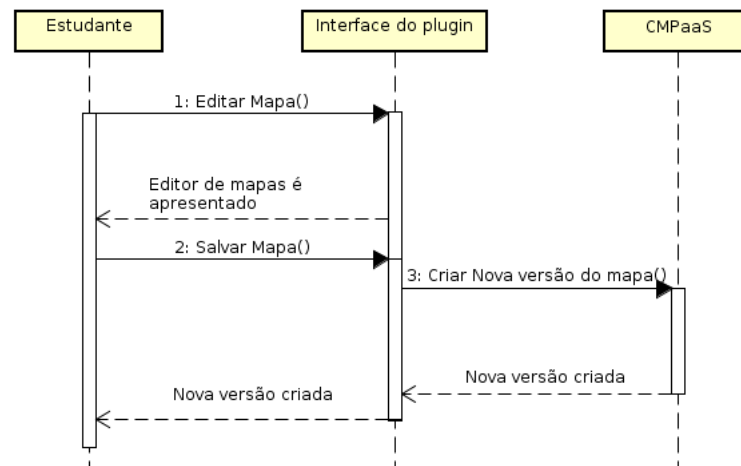 Estudante
Interface do plugin
CMPaaS
1: Editar Mapa()
Editor de mapas é
apresentado
2: Salvar Mapa()
3: Criar Nova versão do mapa()
Nova versão criada
Nova versão criada